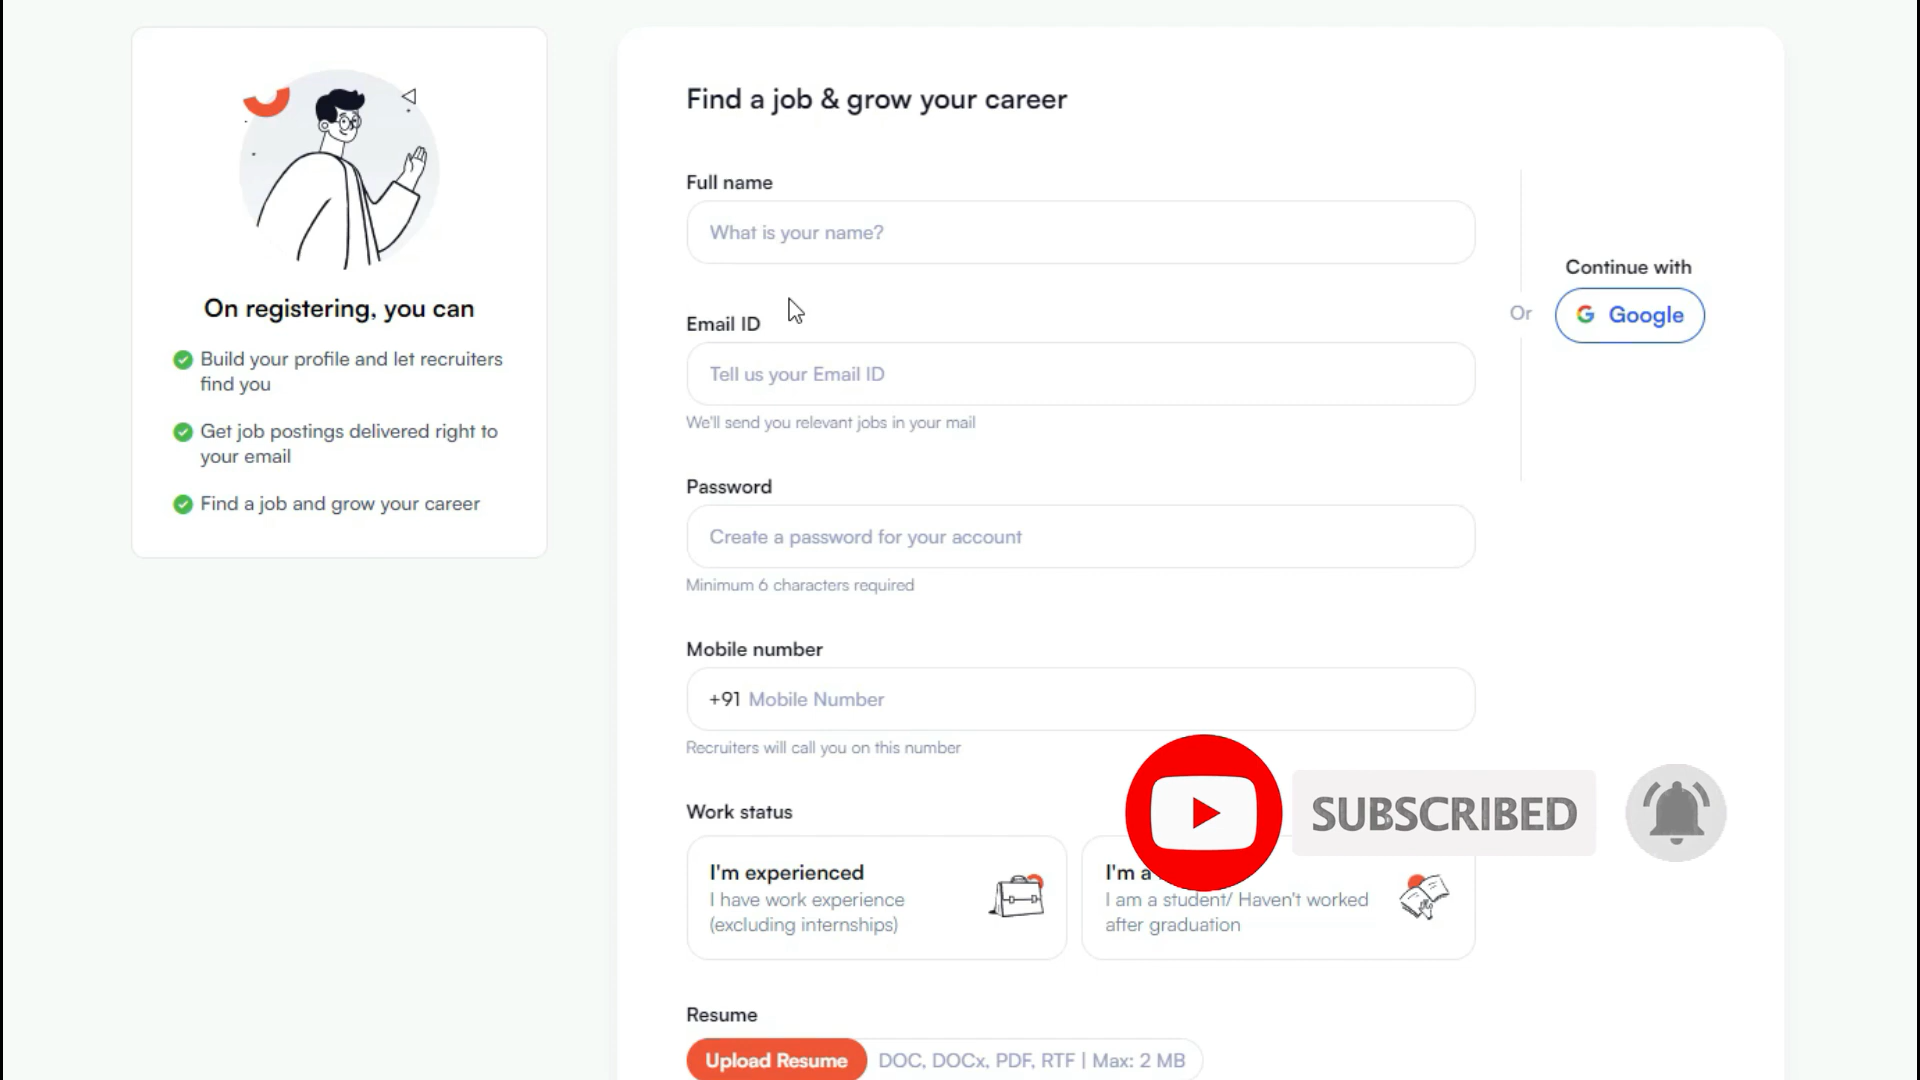 On registering, you can
Build your profile and let recruiters
find you
Get job postings delivered right to
your email
Find a job and grow your career
Find a job & grow your career
Full name
What is your name?
Email ID
Tell us your Email ID
We'll send you relevant jobs in your mail
Password
Create a password for your account
Minimum 6 characters required
Mobile number
+91 Mobile Number
Recruiters will call you on this number
Work status
I'm experienced
I have work experience
(excluding internships)
I'm a
I am a student/ Haven't worked
after graduation
Resume
Upload Resume
DOC, DOCx, PDF, RTF | Max: 2 MB
Or
Continue with
Google
SUBSCRIBED